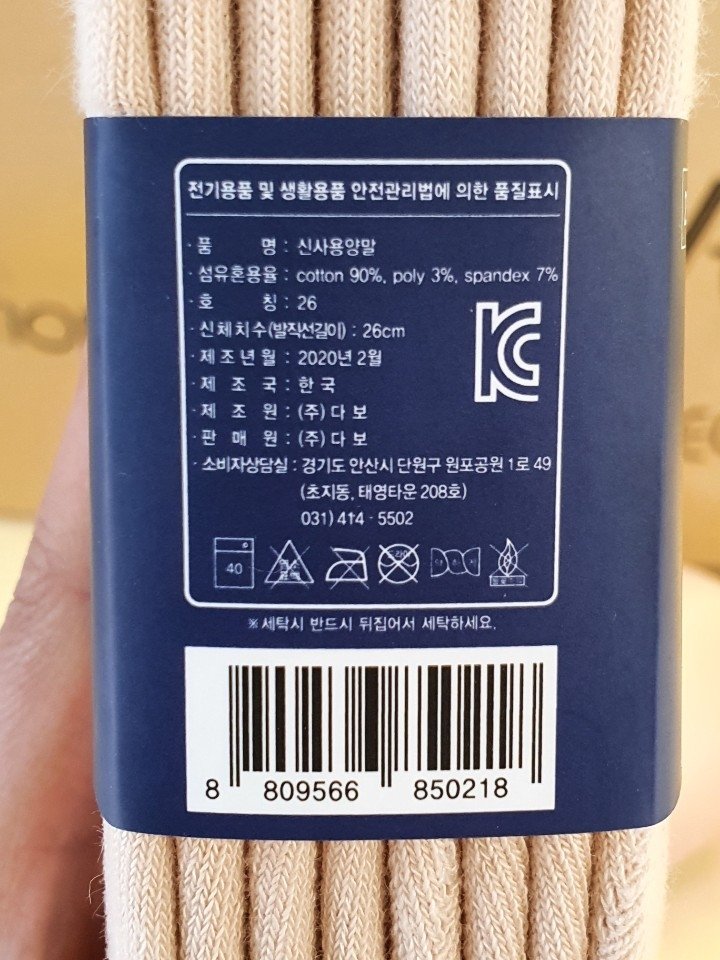 전기용품 및 생활용품 안전관리법에 의한 품질표시
· 품 명 : 신사용양말
· 섬유혼용율 : cotton 90%, poly 3%, spandex 7%
· 호 칭 : 26
· 신체치수(발직선길이) : 26cm
· 제조년월 : 2020년 2월
· 제 조 국 : 한 국
· 제 조 원 : (주) 다 보
· 판 매 원 : (주) 다 보
· 소비자상담실 : 경기도 안산시 단원구 원포공원 1로 49
(초지동, 태영타운 208호)
031) 414 - 5502
40 드라이 약하게
※ 세탁시 반드시 뒤집어서 세탁하세요.
8 809566 850218